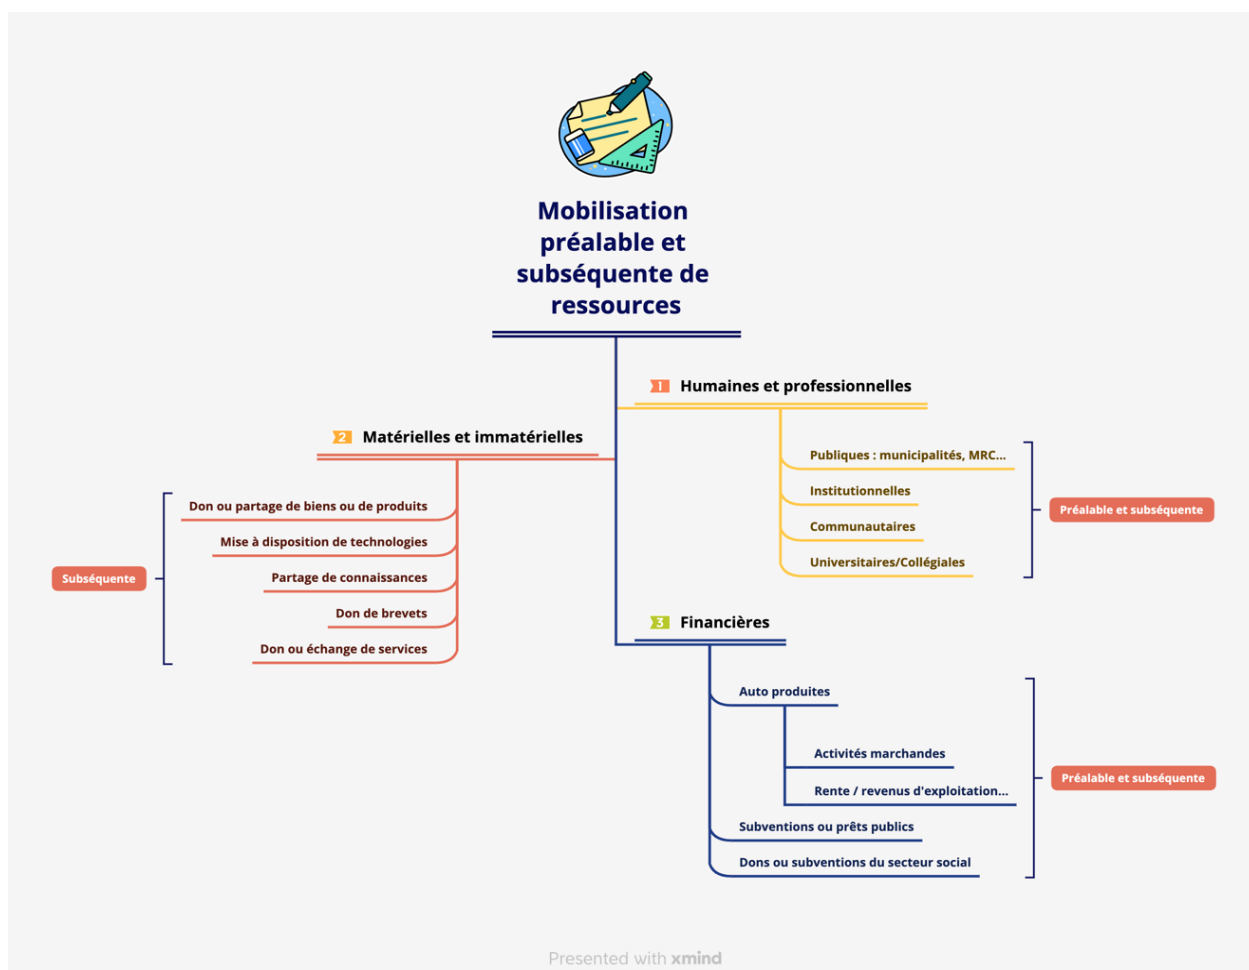 Mobilisation
préalable et
subséquente de
ressources
1 Humaines et professionnelles
Publiques : municipalités, MRC...
Institutionnelles
Communautaires
Universitaires/Collégiales
Préalable et subséquente
2 Matérielles et immatérielles
Don ou partage de biens ou de produits
Mise à disposition de technologies
Partage de connaissances
Don de brevets
Don ou échange de services
Subséquente
3 Financières
Auto produites
Activités marchandes
Rente / revenus d'exploitation...
Subventions ou prêts publics
Dons ou subventions du secteur social
Préalable et subséquente
Presented with xmind